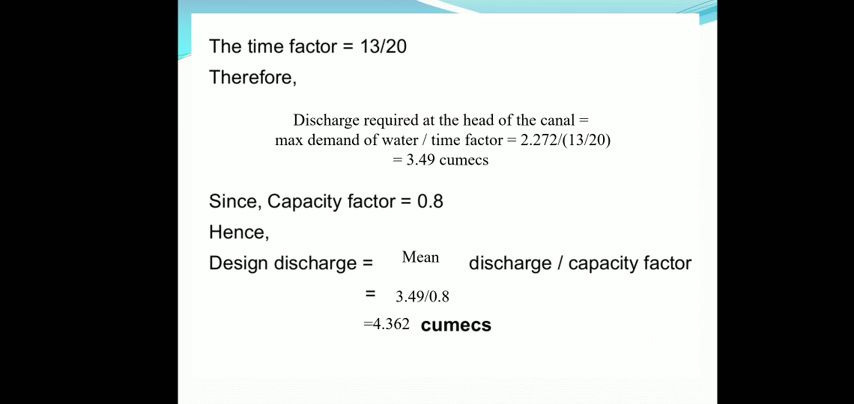 The time factor = 13/20
Therefore,
Discharge required at the head of the canal =
max demand of water / time factor = 2.272/(13/20)
= 3.49 cumecs
Since, Capacity factor = 0.8
Hence,
Design discharge = Mean discharge / capacity factor
= 3.49/0.8
=4.362 cumecs